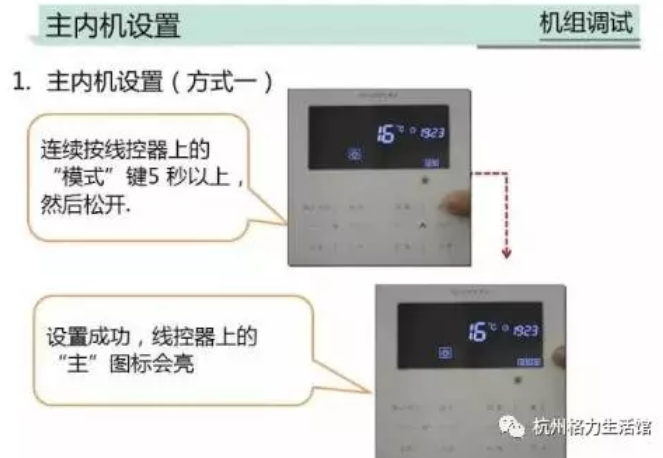 主内机设置
机组调试
1. 主内机设置（方式一）
连续按线控器上的
“模式”键5 秒以上，
然后松开.
16℃ 1923
设置成功，线控器上的
“主”图标会亮
16℃ 1923
杭州格力生活馆